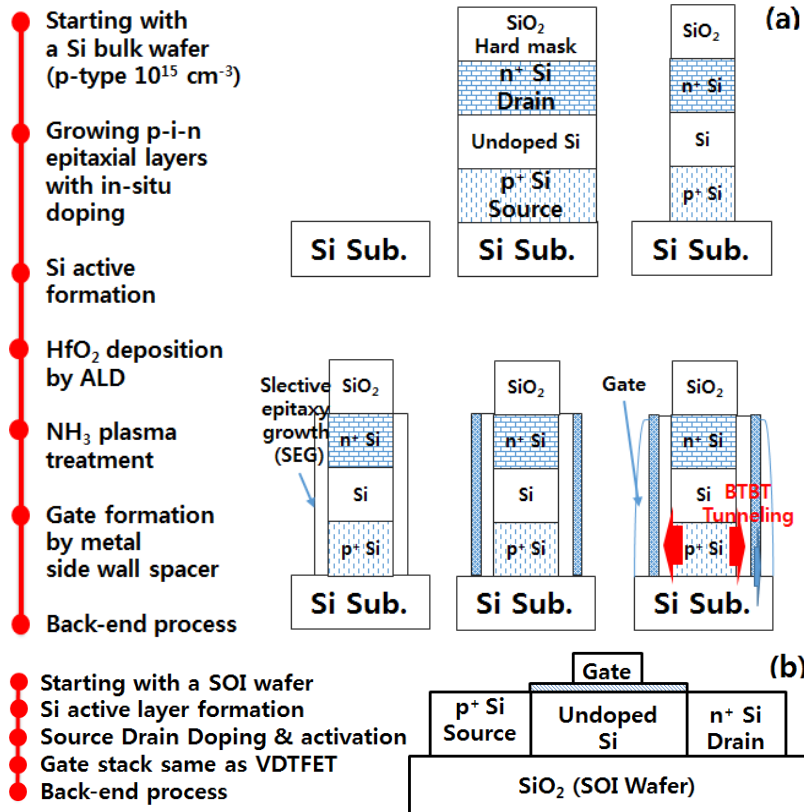 Starting with
a Si bulk wafer
(p-type 10¹⁵ cm⁻³)
Growing p-i-n
epitaxial layers
with in-situ
doping
Si active
formation
HfO₂ deposition
by ALD
NH₃ plasma
treatment
Gate formation
by metal
side wall spacer
Back-end process
(a)
Si Sub.
SiO₂
Hard mask
n⁺ Si
Drain
Undoped Si
p⁺ Si
Source
Si Sub.
SiO₂
n⁺ Si
Si
p⁺ Si
Si Sub.
Slective
epitaxy
growth
(SEG)
SiO₂
n⁺ Si
Si
p⁺ Si
Si Sub.
SiO₂
n⁺ Si
Si
p⁺ Si
Si Sub.
Gate
SiO₂
n⁺ Si
Si
BTBT
Tunneling
p⁺ Si
Si Sub.
Starting with a SOI wafer
Si active layer formation
Source Drain Doping & activation
Gate stack same as VDTFET
Back-end process
(b)
Gate
p⁺ Si
Source
Undoped
Si
n⁺ Si
Drain
SiO₂ (SOI Wafer)